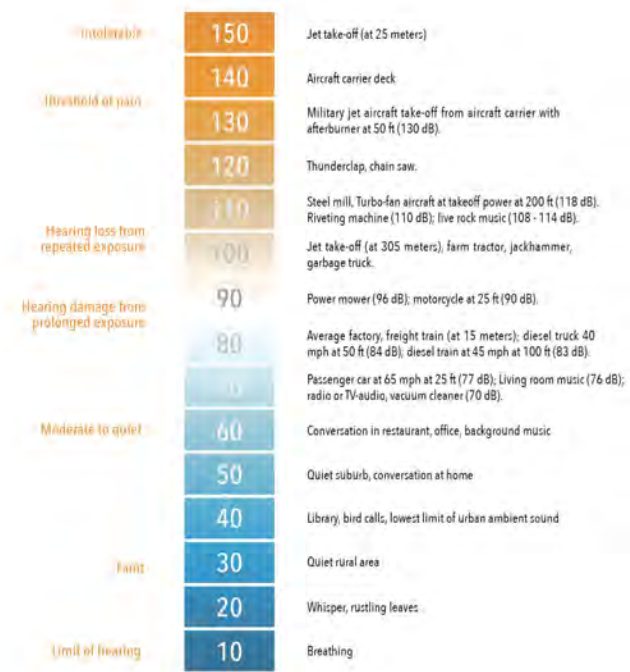 Intolerable
150
Jet take-off (at 25 meters)
140
Aircraft carrier deck
Threshold of pain
130
Military jet aircraft take-off from aircraft carrier with
afterburner at 50 ft (130 dB).
120
Thunderclap, chain saw.
110
Steel mill, Turbo-fan aircraft at takeoff power at 200 ft (118 dB).
Riveting machine (110 dB); live rock music (108 - 114 dB).
Hearing loss from
repeated exposure
100
Jet take-off (at 305 meters), farm tractor, jackhammer,
garbage truck.
90
Power mower (96 dB); motorcycle at 25 ft (90 dB).
Hearing damage from
prolonged exposure
80
Average factory, freight train (at 15 meters); diesel truck 40
mph at 50 ft (84 dB); diesel train at 45 mph at 100 ft (83 dB).
Passenger car at 65 mph at 25 ft (77 dB); Living room music (76 dB);
radio or TV-audio, vacuum cleaner (70 dB).
Moderate to quiet
60
Conversation in restaurant, office, background music
50
Quiet suburb, conversation at home
40
Library, bird calls, lowest limit of urban ambient sound
Faint
30
Quiet rural area
20
Whisper, rustling leaves
Limit of hearing
10
Breathing